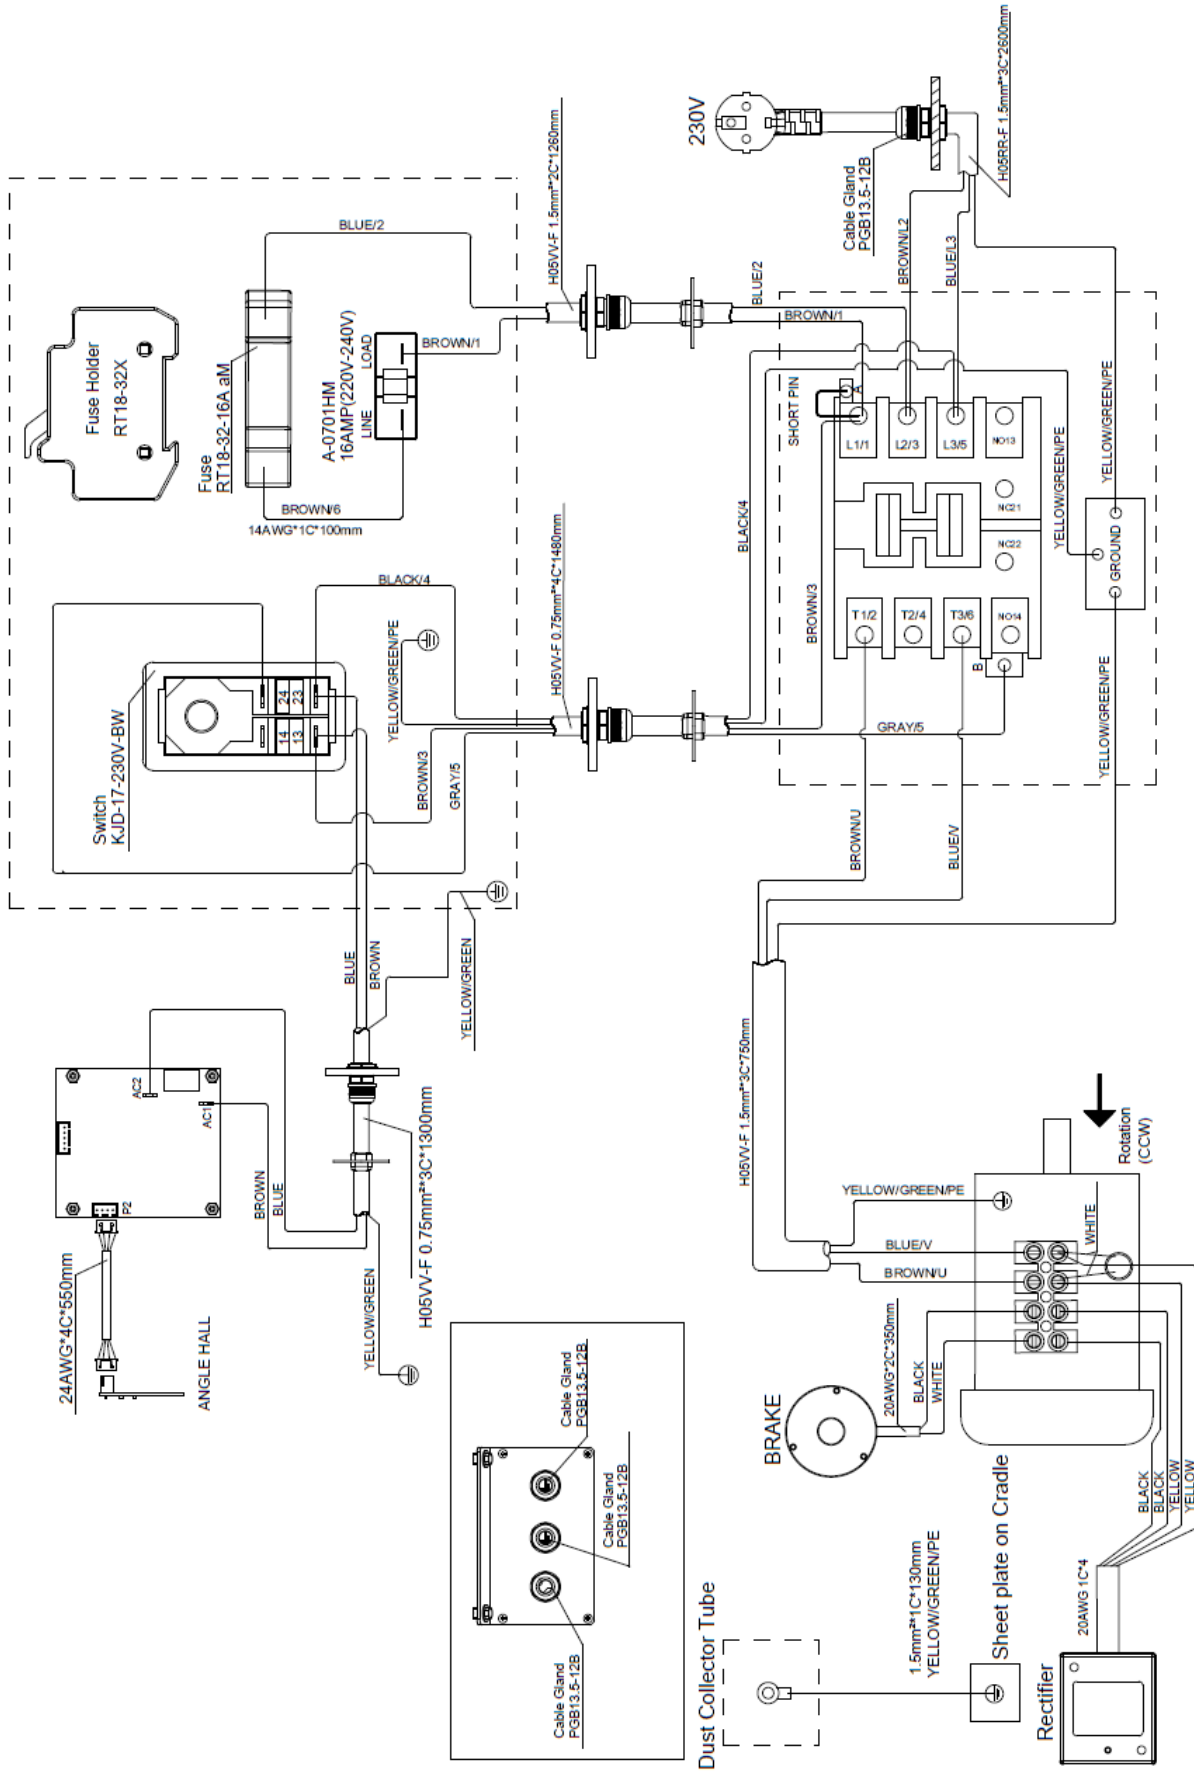 Fuse Holder
RT18-32X
Fuse
RT18-32-16A aM
BLUE/2
A-0701HM
16AMP(220V-240V)
LINE
LOAD
BROWN/1
BROWN/6
14AWG*1C*100mm
H05VV-F 1.5mm²*2C*1260mm
Switch
KJD-17-230V-BW
14
13
24
23
BLACK/4
YELLOW/GREEN/PE
BROWN/3
GRAY/5
H05VV-F 0.75mm²*4C*1480mm
230V
Cable Gland
PGB13.5-12B
H05RR-F 1.5mm²*3C*2600mm
BROWN/L2
BLUE/L3
BLUE/2
BROWN/1
SHORT PIN
A
BLACK/4
BROWN/3
L1/1
L2/3
L3/5
NO13
NC21
NC22
T1/2
T2/4
T3/6
NO14
B
GRAY/5
YELLOW/GREEN/PE
YELLOW/GREEN/PE
GROUND
YELLOW/GREEN/PE
BROWN/U
BLUE/V
H05VV-F 1.5mm²*3C*750mm
BLUE
BROWN
YELLOW/GREEN
AC2
AC1
P2
BROWN
BLUE
24AWG*4C*550mm
ANGLE HALL
H05VV-F 0.75mm²*3C*1300mm
YELLOW/GREEN
Cable Gland
PGB13.5-12B
Cable Gland
PGB13.5-12B
Cable Gland
PGB13.5-12B
YELLOW/GREEN/PE
BLUE/V
BROWN/U
WHITE
Rotation
(CCW)
BRAKE
20AWG*2C*350mm
BLACK
WHITE
BLACK
BLACK
YELLOW
YELLOW
Dust Collector Tube
1.5mm²*1C*130mm
YELLOW/GREEN/PE
Sheet plate on Cradle
Rectifier
20AWG 1C*4